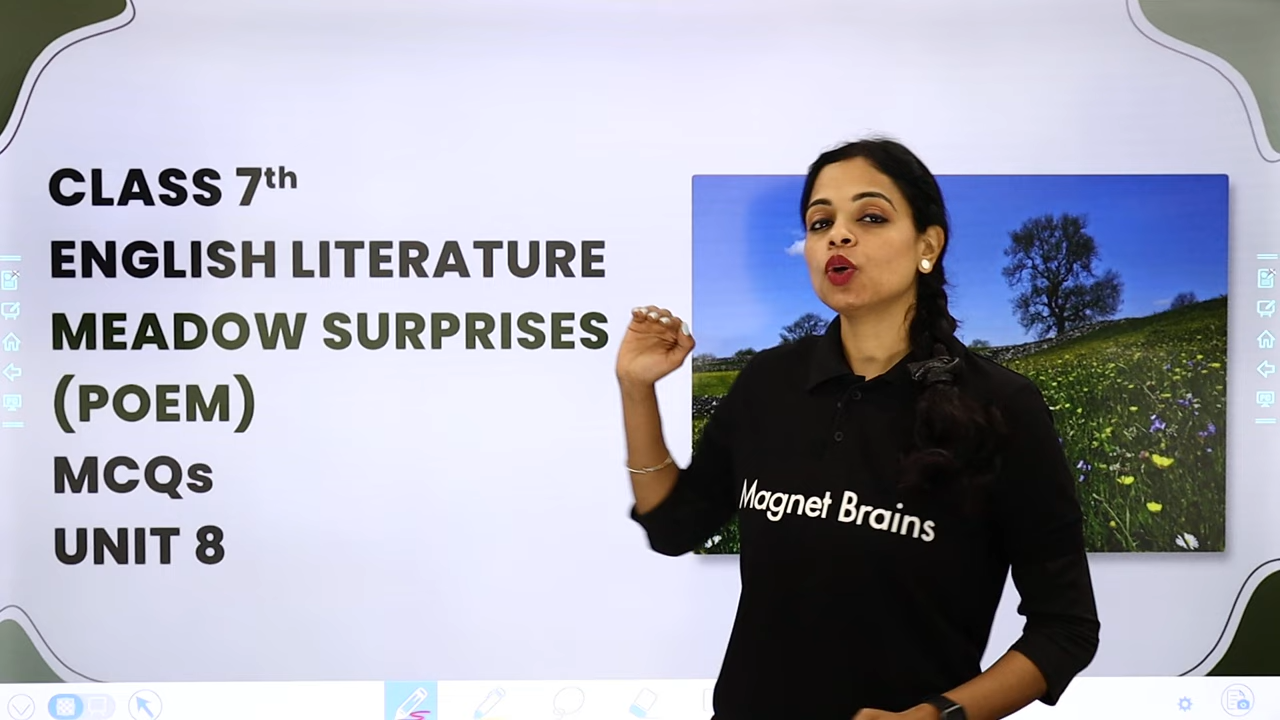 CLASS 7th
ENGLISH LITERATURE
MEADOW SURPRISES
(POEM)
MCQs
UNIT 8
Magnet Brains